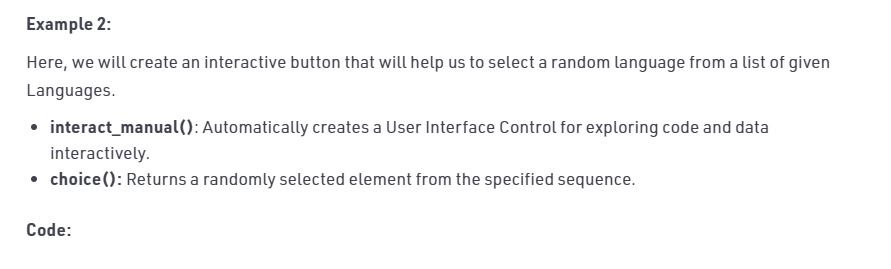 Example 2:
Here, we will create an interactive button that will help us to select a random language from a list of given
Languages.
• interact_manual(): Automatically creates a User Interface Control for exploring code and data
interactively.
• choice(): Returns a randomly selected element from the specified sequence.
Code: